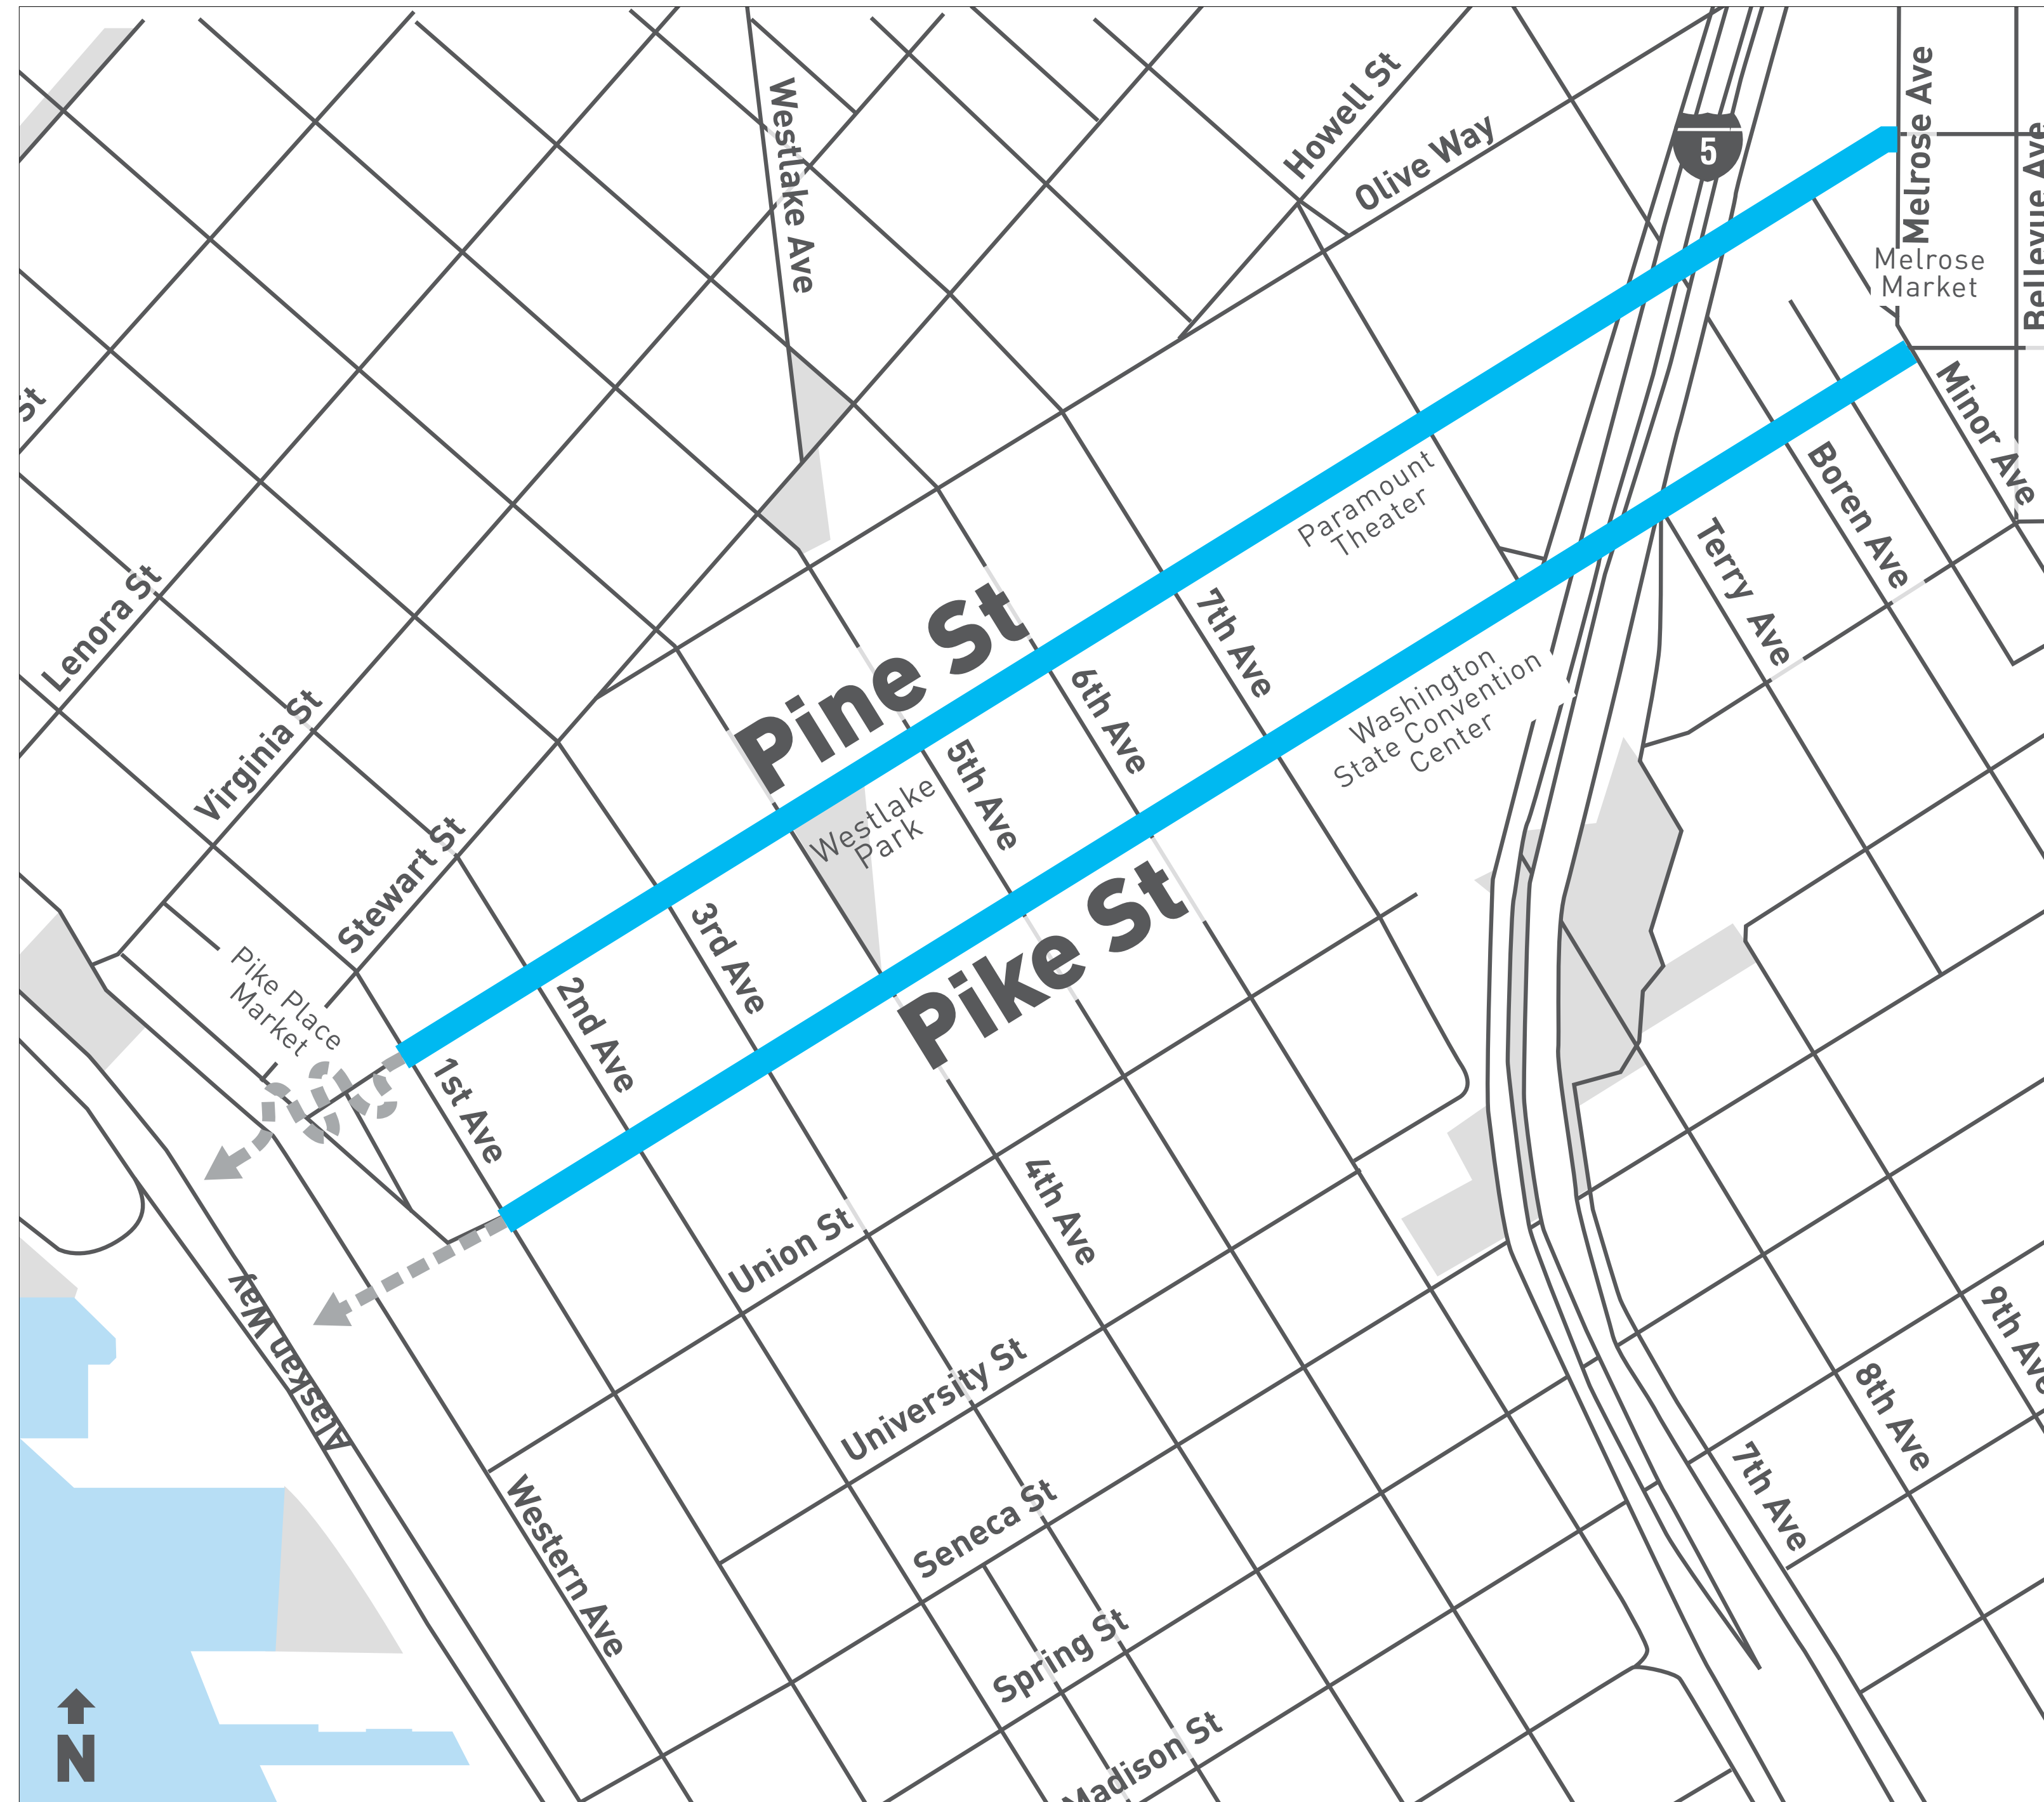 Westlake Ave
Howell St
Olive Way
5
Melrose Ave
Bellevue Ave
Melrose
Market
Minor Ave
St
Paramount
Theater
Boren Ave
Terry Ave
Lenora St
Pine St
7th Ave
6th Ave
Washington
State Convention
Center
Virginia St
5th Ave
Westlake
Park
Stewart St
Pike St
3rd Ave
Pike Place
Market
2nd Ave
1st Ave
4th Ave
Union St
Alaskan Way
University St
9th Ave
8th Ave
7th Ave
Western Ave
Seneca St
Spring St
Madison St
N